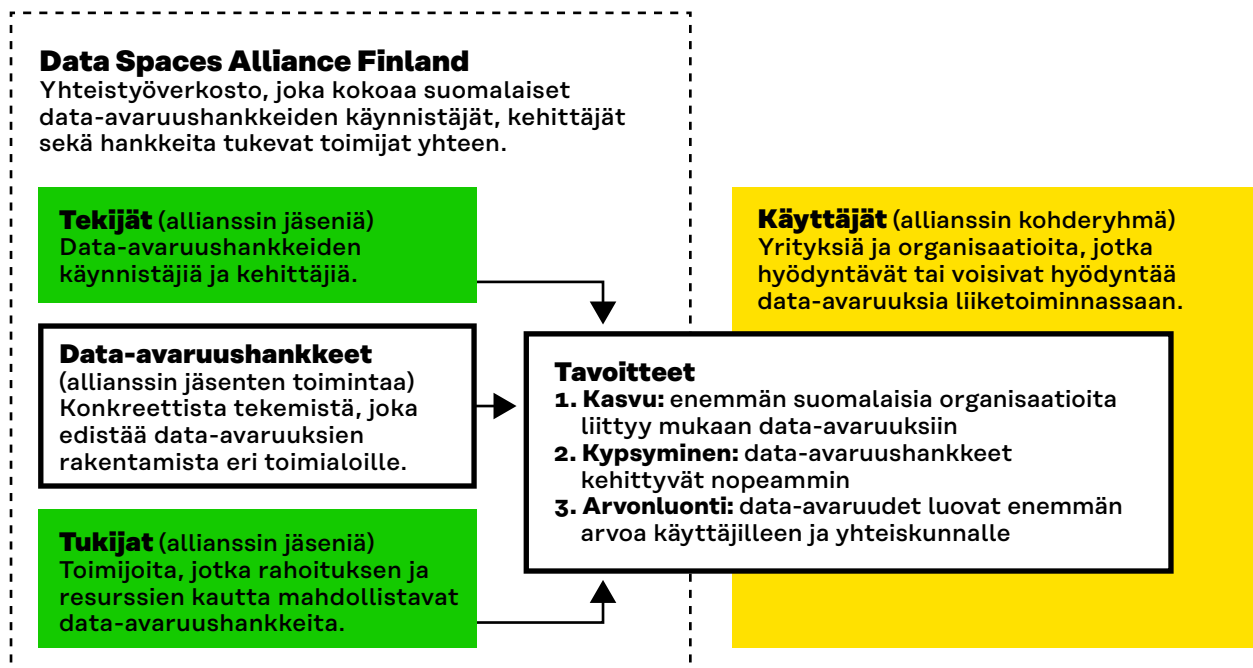 Data Spaces Alliance Finland
Yhteistyöverkosto, joka kokoaa suomalaiset
data-avaruushankkeiden käynnistäjät, kehittäjät
sekä hankkeita tukevat toimijat yhteen.
Tekijät (allianssin jäseniä)
Data-avaruushankkeiden
käynnistäjiä ja kehittäjiä.
Data-avaruushankkeet
(allianssin jäsenten toimintaa)
Konkreettista tekemistä, joka
edistää data-avaruuksien
rakentamista eri toimialoille.
Tukijat (allianssin jäseniä)
Toimijoita, jotka rahoituksen ja
resurssien kautta mahdollistavat
data-avaruushankkeita.
Käyttäjät (allianssin kohderyhmä)
Yrityksiä ja organisaatioita, jotka
hyödyntävät tai voisivat hyödyntää
data-avaruuksia liiketoiminnassaan.
Tavoitteet
1. Kasvu: enemmän suomalaisia organisaatioita
liittyy mukaan data-avaruuksiin
2. Kypsyminen: data-avaruushankkeet
kehittyvät nopeammin
3. Arvonluonti: data-avaruudet luovat enemmän
arvoa käyttäjilleen ja yhteiskunnalle